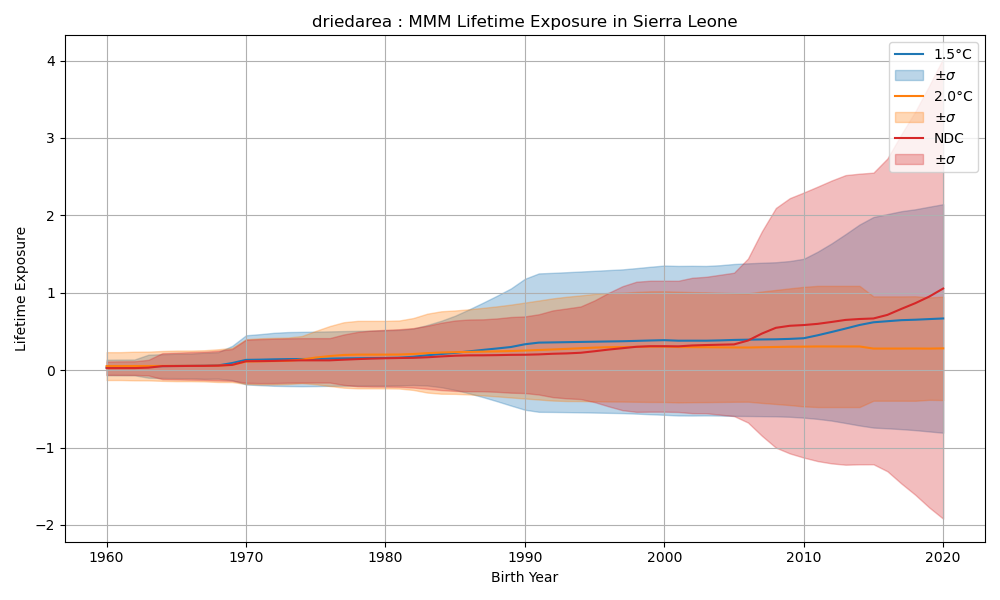 driedarea : MMM Lifetime Exposure in Sierra Leone
1.5°C
±σ
2.0°C
±σ
NDC
±σ
Lifetime Exposure
4
3
2
1
0
−1
−2
1960 1970 1980 1990 2000 2010 2020
Birth Year